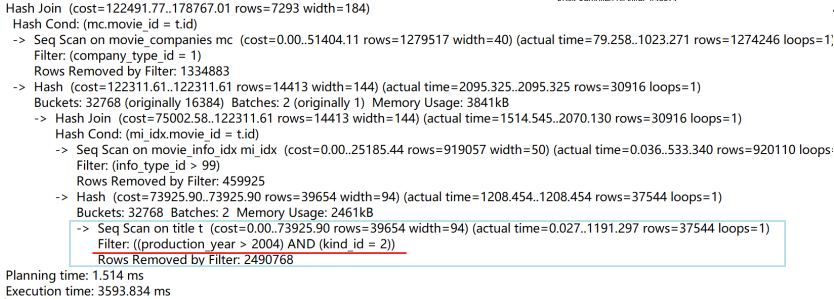 Hash Join (cost=122491.77..178767.01 rows=7293 width=184)
Hash Cond: (mc.movie_id = t.id)
-> Seq Scan on movie_companies mc (cost=0.00..51404.11 rows=1279517 width=40) (actual time=79.258..1023.271 rows=1274246 loops=1)
Filter: (company_type_id = 1)
Rows Removed by Filter: 1334883
-> Hash (cost=122311.61..122311.61 rows=14413 width=144) (actual time=2095.325..2095.325 rows=30916 loops=1)
Buckets: 32768 (originally 16384) Batches: 2 (originally 1) Memory Usage: 3841kB
-> Hash Join (cost=75002.58..122311.61 rows=14413 width=144) (actual time=1514.545..2070.130 rows=30916 loops=1)
Hash Cond: (mi_idx.movie_id = t.id)
-> Seq Scan on movie_info_idx mi_idx (cost=0.00..25185.44 rows=919057 width=50) (actual time=0.036..533.340 rows=920110 loops=
Filter: (info_type_id > 99)
Rows Removed by Filter: 459925
-> Hash (cost=73925.90..73925.90 rows=39654 width=94) (actual time=1208.454..1208.454 rows=37544 loops=1)
Buckets: 32768 Batches: 2 Memory Usage: 2461kB
-> Seq Scan on title t (cost=0.00..73925.90 rows=39654 width=94) (actual time=0.027..1191.297 rows=37544 loops=1)
Filter: ((production_year > 2004) AND (kind_id = 2))
Rows Removed by Filter: 2490768
Planning time: 1.514 ms
Execution time: 3593.834 ms